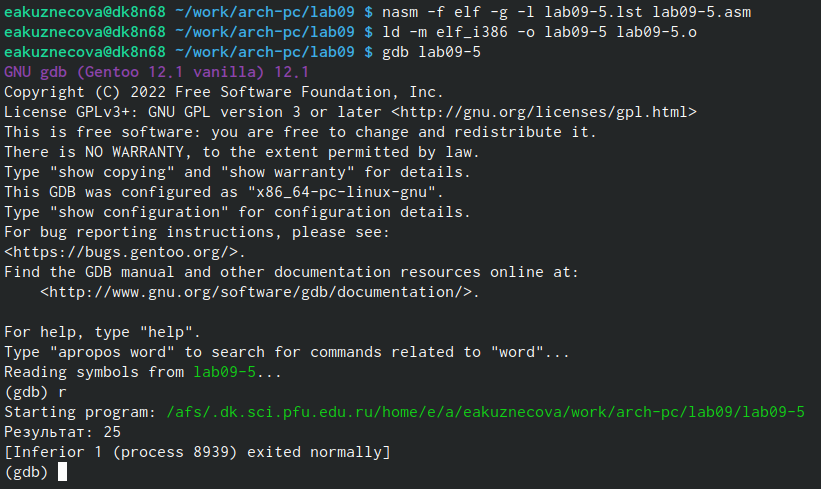 eakuznecova@dk8n68 ~/work/arch-pc/lab09 $ nasm -f elf -g -l lab09-5.lst lab09-5.asm
eakuznecova@dk8n68 ~/work/arch-pc/lab09 $ ld -m elf_i386 -o lab09-5 lab09-5.o
eakuznecova@dk8n68 ~/work/arch-pc/lab09 $ gdb lab09-5
GNU gdb (Gentoo 12.1 vanilla) 12.1
Copyright (C) 2022 Free Software Foundation, Inc.
License GPLv3+: GNU GPL version 3 or later <http://gnu.org/licenses/gpl.html>
This is free software: you are free to change and redistribute it.
There is NO WARRANTY, to the extent permitted by law.
Type "show copying" and "show warranty" for details.
This GDB was configured as "x86_64-pc-linux-gnu".
Type "show configuration" for configuration details.
For bug reporting instructions, please see:
<https://bugs.gentoo.org/>.
Find the GDB manual and other documentation resources online at:
    <http://www.gnu.org/software/gdb/documentation/>.

For help, type "help".
Type "apropos word" to search for commands related to "word"...
Reading symbols from lab09-5...
(gdb) r
Starting program: /afs/.dk.sci.pfu.edu.ru/home/e/a/eakuznecova/work/arch-pc/lab09/lab09-5
Результат: 25
[Inferior 1 (process 8939) exited normally]
(gdb)